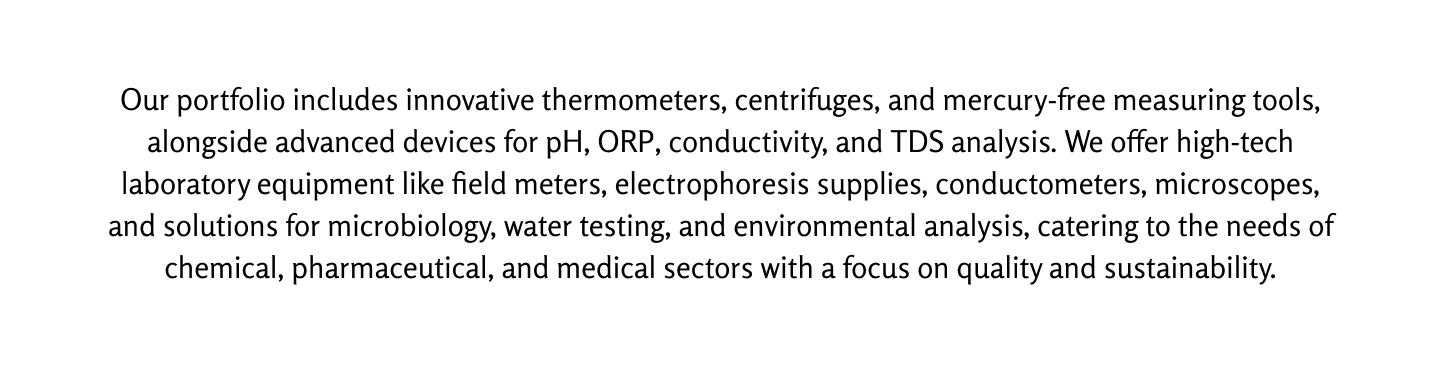 Our portfolio includes innovative thermometers, centrifuges, and mercury-free measuring tools,
alongside advanced devices for pH, ORP, conductivity, and TDS analysis. We offer high-tech
laboratory equipment like field meters, electrophoresis supplies, conductometers, microscopes,
and solutions for microbiology, water testing, and environmental analysis, catering to the needs of
chemical, pharmaceutical, and medical sectors with a focus on quality and sustainability.